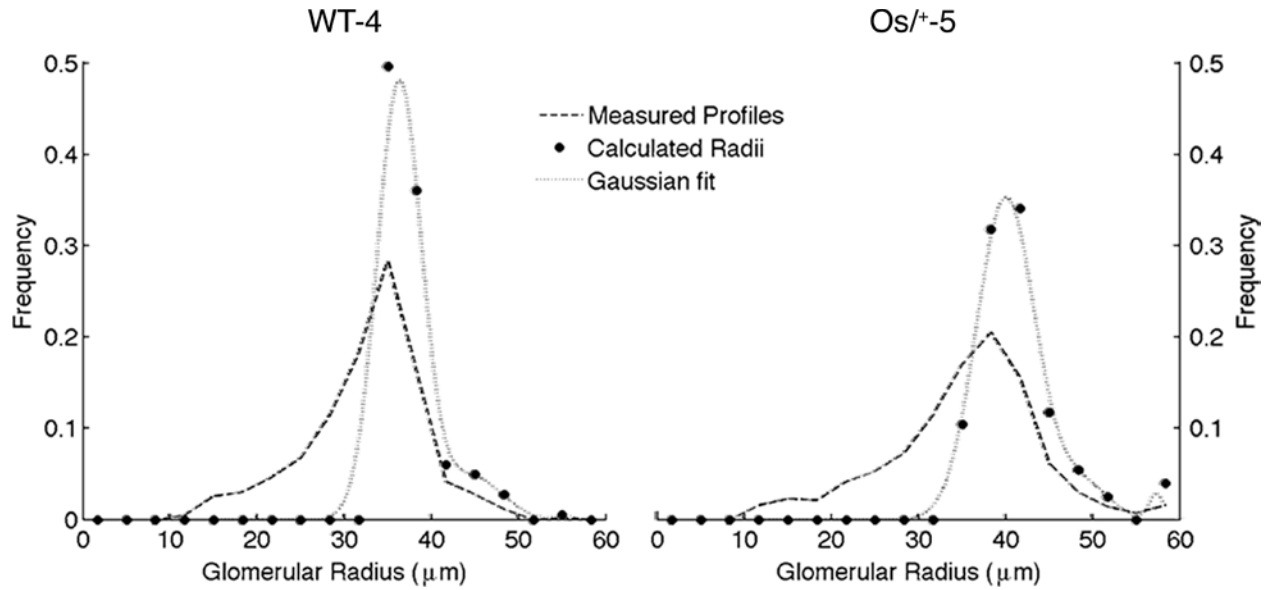 WT-4
Os/⁺-5
0.5
0.4
0.3
0.2
0.1
0
Frequency
0 10 20 30 40 50 60
Glomerular Radius (μm)
Measured Profiles
Calculated Radii
Gaussian fit
0.5
0.4
0.3
0.2
0.1
Frequency
0 10 20 30 40 50 60
Glomerular Radius (μm)